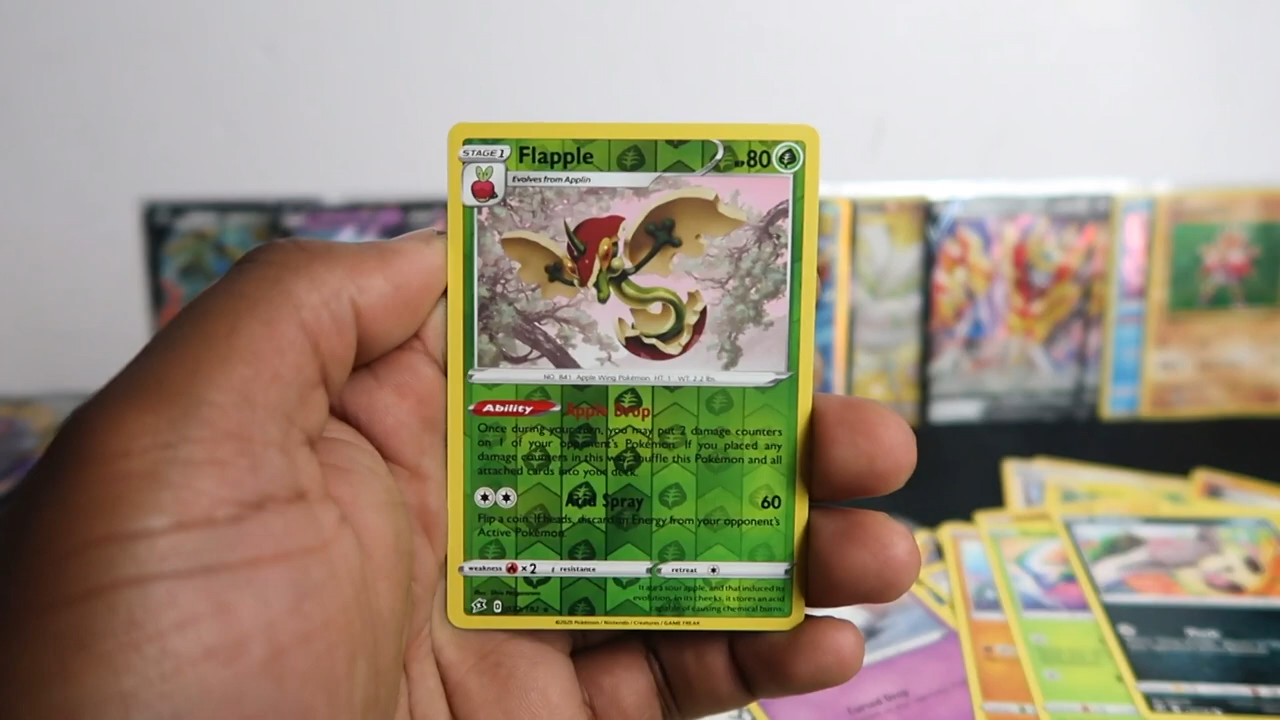 STAGE 1
Flapple
HP 80
Evolves from Applin
NO. 841 Apple Wing Pokémon HT: 1' WT: 2.2 lbs.
Ability Apple Drop
Once during your turn, you may put 2 damage counters
on 1 of your opponent's Pokémon. If you placed any
damage counters in this way, shuffle this Pokémon and all
attached cards into your deck.
Acid Spray 60
Flip a coin. If heads, discard an Energy from your opponent's
Active Pokémon.
weakness ×2 resistance retreat
It ate a sour apple, and that induced its
evolution. In its cheeks, it stores an acid
capable of causing chemical burns.
Illus.
©2020 Pokémon / Nintendo / Creatures / GAME FREAK
Cursed Drop